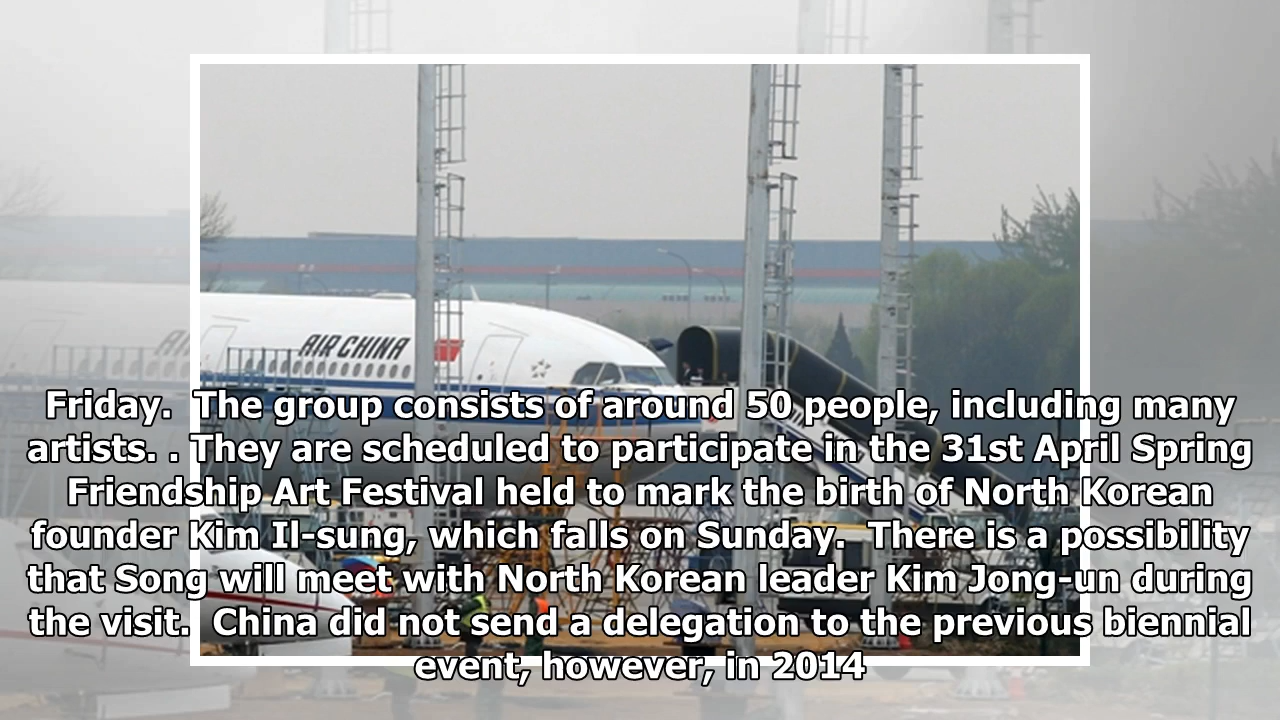 AIR CHINA
Friday.  The group consists of around 50 people, including many
artists. . They are scheduled to participate in the 31st April Spring
Friendship Art Festival held to mark the birth of North Korean
founder Kim Il-sung, which falls on Sunday.  There is a possibility
that Song will meet with North Korean leader Kim Jong-un during
the visit.  China did not send a delegation to the previous biennial
event, however, in 2014